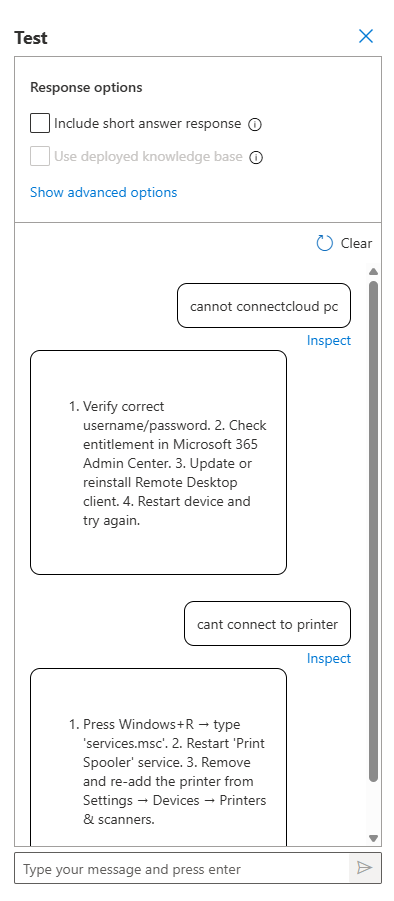 Test
Response options
Include short answer response
Use deployed knowledge base
Show advanced options
Clear
cannot connectcloud pc
Inspect
1. Verify correct
username/password. 2. Check
entitlement in Microsoft 365
Admin Center. 3. Update or
reinstall Remote Desktop
client. 4. Restart device and
try again.
cant connect to printer
Inspect
1. Press Windows+R → type
'services.msc'. 2. Restart 'Print
Spooler' service. 3. Remove
and re-add the printer from
Settings → Devices → Printers
& scanners.
Type your message and press enter